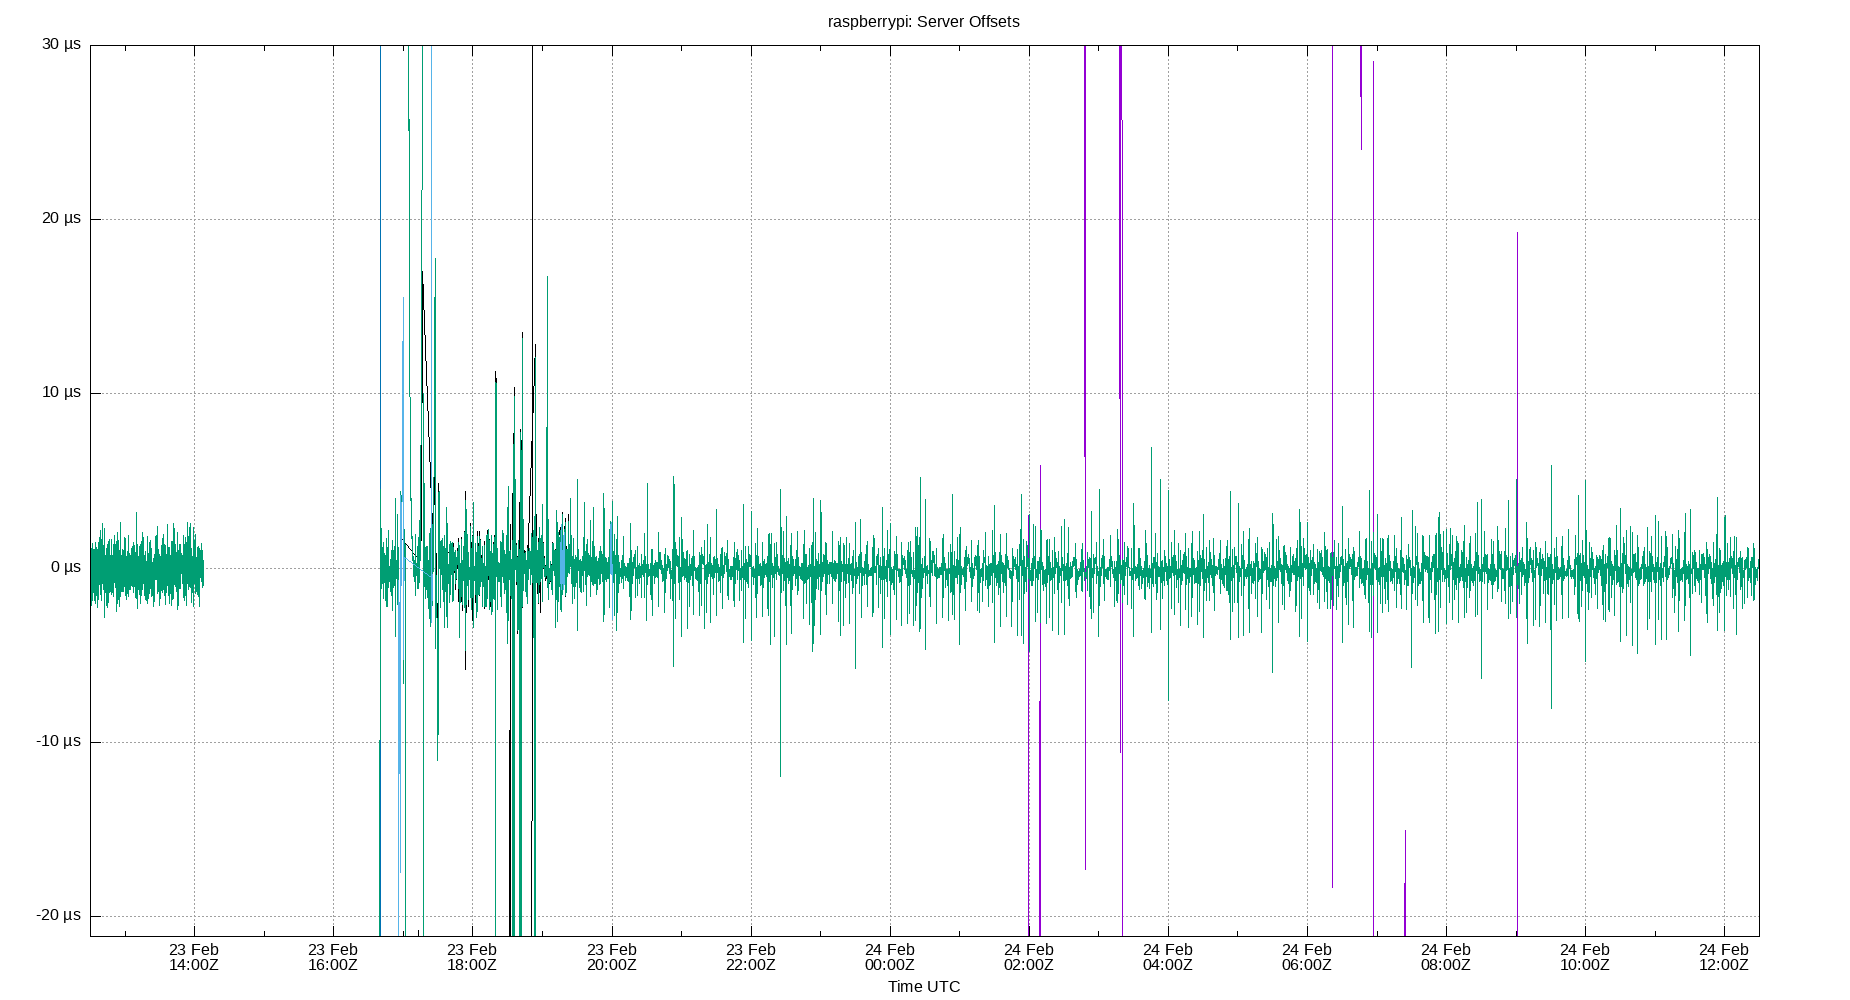 raspberrypi: Server Offsets
30 µs
20 µs
10 µs
0 µs
-10 µs
-20 µs
23 Feb 23 Feb 23 Feb 23 Feb 23 Feb 24 Feb 24 Feb 24 Feb 24 Feb 24 Feb 24 Feb 24 Feb
14:00Z 16:00Z 18:00Z 20:00Z 22:00Z 00:00Z 02:00Z 04:00Z 06:00Z 08:00Z 10:00Z 12:00Z
Time UTC